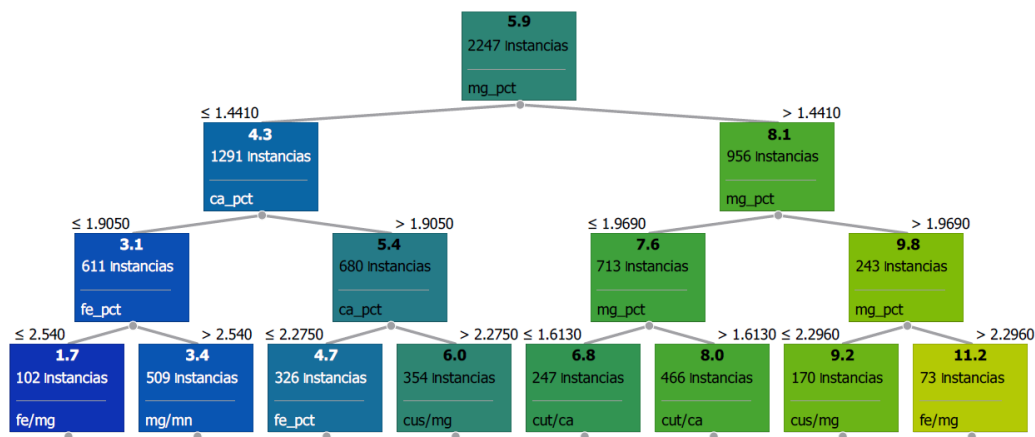 5.9
2247 Instancias
mg_pct
≤ 1.4410
> 1.4410
4.3
1291 Instancias
ca_pct
8.1
956 Instancias
mg_pct
≤ 1.9050
> 1.9050
≤ 1.9690
> 1.9690
3.1
611 Instancias
fe_pct
5.4
680 Instancias
ca_pct
7.6
713 Instancias
mg_pct
9.8
243 Instancias
mg_pct
≤ 2.540
> 2.540
≤ 2.2750
> 2.2750
≤ 1.6130
> 1.6130
≤ 2.2960
> 2.2960
1.7
102 Instancias
fe/mg
3.4
509 Instancias
mg/mn
4.7
326 Instancias
fe_pct
6.0
354 Instancias
cus/mg
6.8
247 Instancias
cut/ca
8.0
466 Instancias
cut/ca
9.2
170 Instancias
cus/mg
11.2
73 Instancias
fe/mg